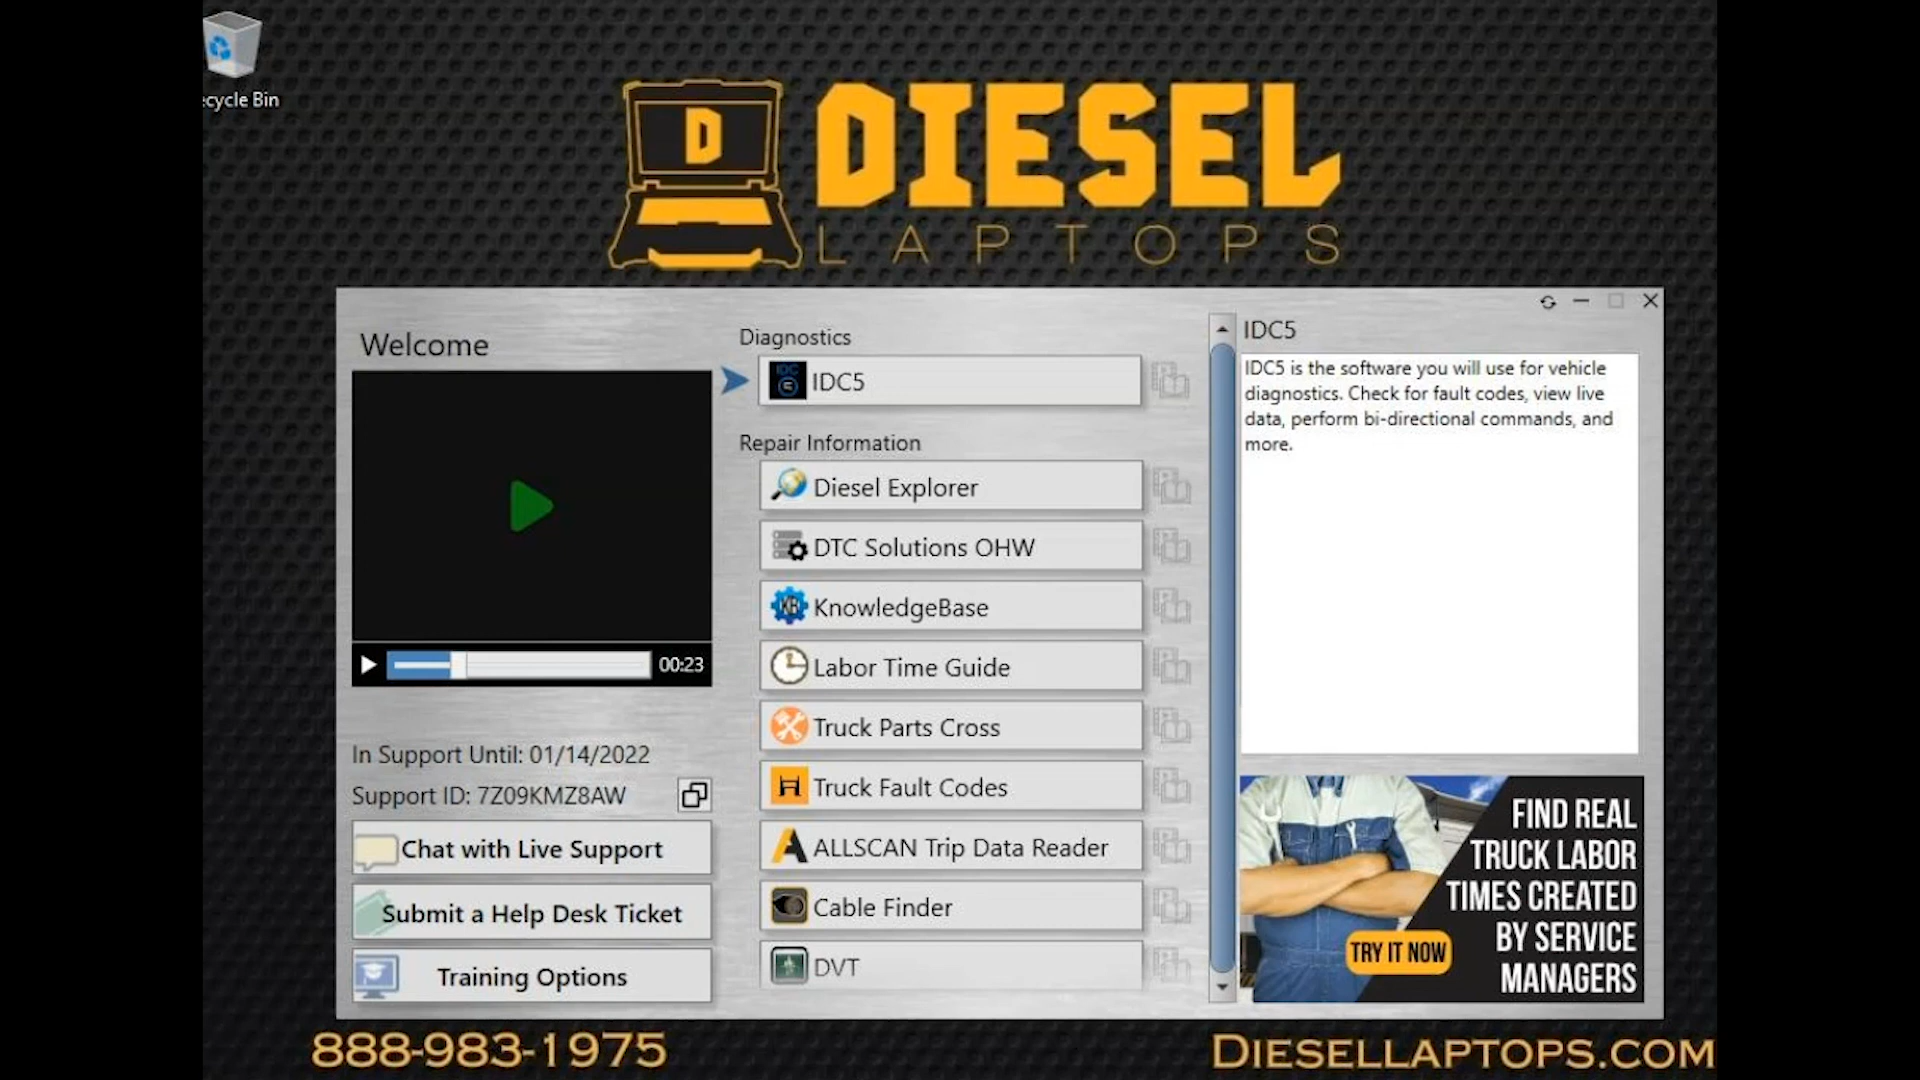 ecycle Bin
D DIESEL
LAPTOPS
Welcome
00:23
In Support Until: 01/14/2022
Support ID: 7Z09KMZ8AW
Chat with Live Support
Submit a Help Desk Ticket
Training Options
Diagnostics
IDC IDC5
Repair Information
Diesel Explorer
DTC Solutions OHW
KB KnowledgeBase
Labor Time Guide
Truck Parts Cross
Truck Fault Codes
ALLSCAN Trip Data Reader
Cable Finder
DVT
IDC5
IDC5 is the software you will use for vehicle
diagnostics. Check for fault codes, view live
data, perform bi-directional commands, and
more.
FIND REAL
TRUCK LABOR
TIMES CREATED
BY SERVICE
MANAGERS
TRY IT NOW
888-983-1975
DIESELLAPTOPS.COM